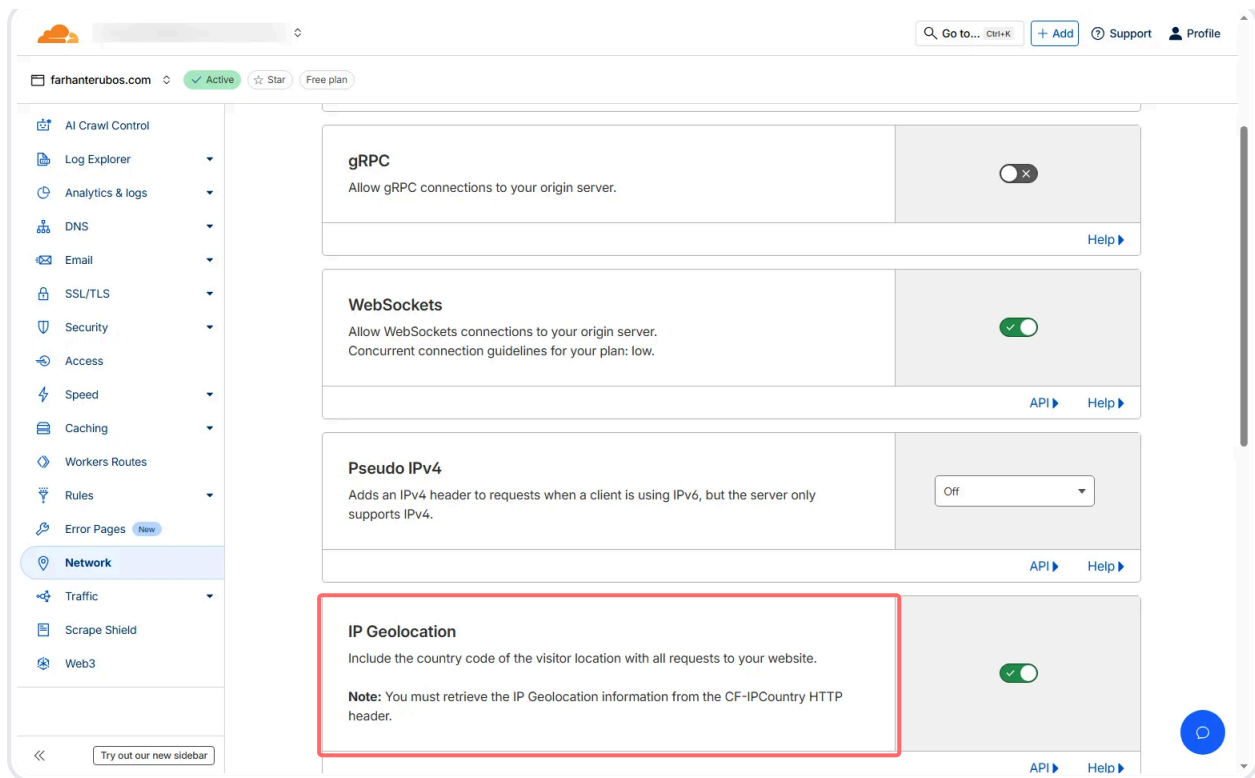 Go to... Ctrl+K
+ Add
Support
Profile
farhanterubos.com
Active
Star
Free plan
AI Crawl Control
Log Explorer
Analytics & logs
DNS
Email
SSL/TLS
Security
Access
Speed
Caching
Workers Routes
Rules
Error Pages New
Network
Traffic
Scrape Shield
Web3
Try out our new sidebar
gRPC
Allow gRPC connections to your origin server.
Help
WebSockets
Allow WebSockets connections to your origin server.
Concurrent connection guidelines for your plan: low.
API Help
Pseudo IPv4
Adds an IPv4 header to requests when a client is using IPv6, but the server only
supports IPv4.
Off
API Help
IP Geolocation
Include the country code of the visitor location with all requests to your website.
Note: You must retrieve the IP Geolocation information from the CF-IPCountry HTTP
header.
API Help